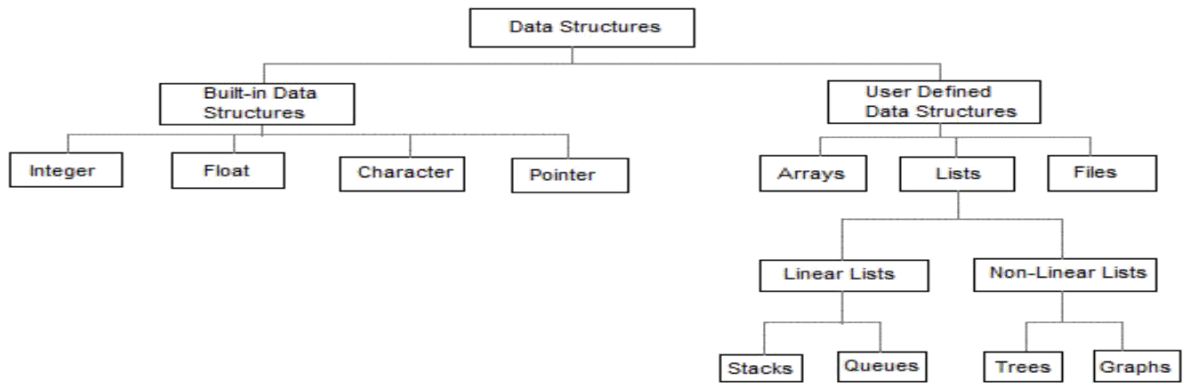 Data Structures
Built-in Data
Structures
User Defined
Data Structures
Integer
Float
Character
Pointer
Arrays
Lists
Files
Linear Lists
Non-Linear Lists
Stacks
Queues
Trees
Graphs